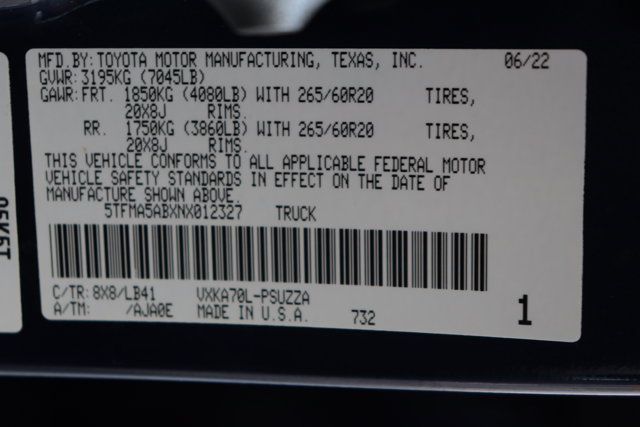 MFD.BY: TOYOTA MOTOR MANUFACTURING, TEXAS, INC. 06/22
GVWR: 3195KG (7045LB)
GAWR: FRT. 1850KG (4080LB) WITH 265/60R20 TIRES,
20X8J RIMS.
RR. 1750KG (3860LB) WITH 265/60R20 TIRES,
20X8J RIMS.
THIS VEHICLE CONFORMS TO ALL APPLICABLE FEDERAL MOTOR
VEHICLE SAFETY STANDARDS IN EFFECT ON THE DATE OF
MANUFACTURE SHOWN ABOVE.
5TFMA5ABXNX012327 TRUCK
C/TR: 8X8/LB41 VXKA70L-PSUZZA
A/TM: /AJA0E MADE IN U.S.A. 732 1